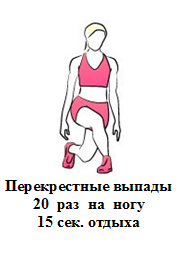 Перекрестные выпады
20 раз на ногу
15 сек. отдыха